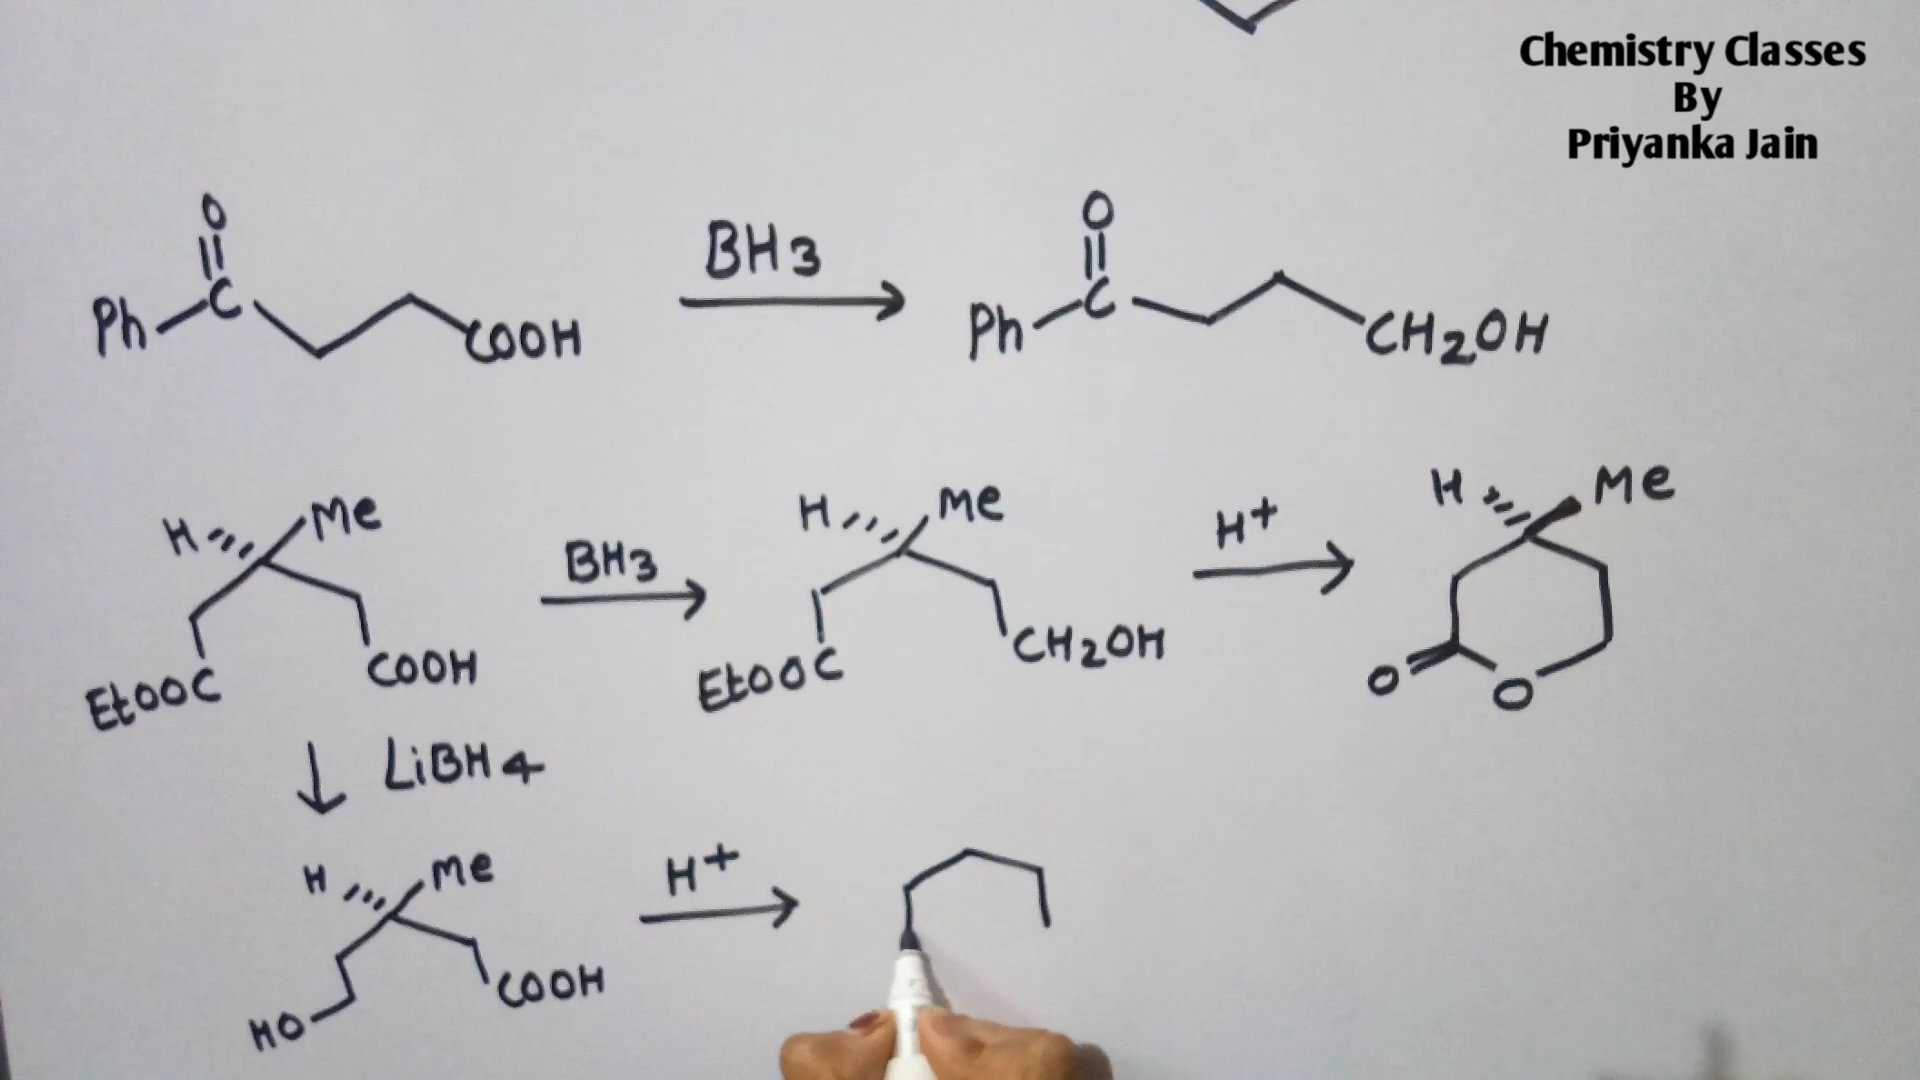 Chemistry Classes
By
Priyanka Jain
O
Ph C COOH
BH3
O
Ph C CH2OH
H Me
EtOOC COOH
BH3
H Me
EtOOC CH2OH
H+
H Me
O O
LiBH4
H Me
HO COOH
H+